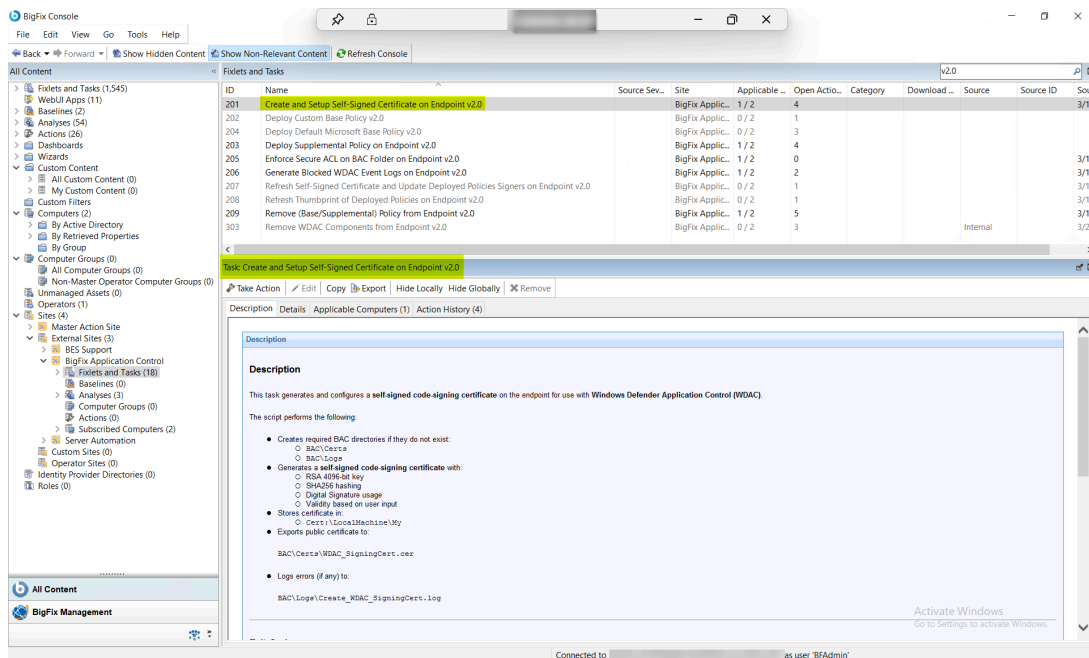 BigFix Console
File Edit View Go Tools Help
Back Forward Show Hidden Content Show Non-Relevant Content Refresh Console
All Content «
Fixlets and Tasks (1,545)
WebUI Apps (11)
Baselines (2)
Analyses (54)
Actions (26)
Dashboards
Wizards
Custom Content
All Custom Content (0)
My Custom Content (0)
Custom Filters
Computers (2)
By Active Directory
By Retrieved Properties
By Group
Computer Groups (0)
All Computer Groups (0)
Non-Master Operator Computer Groups (0)
Unmanaged Assets (0)
Operators (1)
Sites (4)
Master Action Site
External Sites (3)
BES Support
BigFix Application Control
Fixlets and Tasks (18)
Baselines (0)
Analyses (3)
Computer Groups (0)
Actions (0)
Subscribed Computers (2)
Server Automation
Custom Sites (0)
Operator Sites (0)
Identity Provider Directories (0)
Roles (0)
All Content
BigFix Management
Fixlets and Tasks v2.0
ID Name Source Sev... Site Applicable ... Open Actio... Category Download ... Source Source ID Sou
201 Create and Setup Self-Signed Certificate on Endpoint v2.0 BigFix Applic... 1 / 2 4 3/1
202 Deploy Custom Base Policy v2.0 BigFix Applic... 0 / 2 1
204 Deploy Default Microsoft Base Policy v2.0 BigFix Applic... 0 / 2 3
203 Deploy Supplemental Policy on Endpoint v2.0 BigFix Applic... 1 / 2 4
205 Enforce Secure ACL on BAC Folder on Endpoint v2.0 BigFix Applic... 1 / 2 0 3/1
206 Generate Blocked WDAC Event Logs on Endpoint v2.0 BigFix Applic... 1 / 2 2 3/1
207 Refresh Self-Signed Certificate and Update Deployed Policies Signers on Endpoint v2.0 BigFix Applic... 0 / 2 1 3/1
208 Refresh Thumbprint of Deployed Policies on Endpoint v2.0 BigFix Applic... 0 / 2 1 3/1
209 Remove (Base/Supplemental) Policy from Endpoint v2.0 BigFix Applic... 1 / 2 5 3/1
303 Remove WDAC Components from Endpoint v2.0 BigFix Applic... 0 / 2 3 Internal 3/2
Task: Create and Setup Self-Signed Certificate on Endpoint v2.0
Take Action Edit Copy Export Hide Locally Hide Globally Remove
Description Details Applicable Computers (1) Action History (4)
Description
Description
This task generates and configures a self-signed code-signing certificate on the endpoint for use with Windows Defender Application Control (WDAC).
The script performs the following:
Creates required BAC directories if they do not exist:
BAC\Certs
BAC\Logs
Generates a self-signed code-signing certificate with:
RSA 4096-bit key
SHA256 hashing
Digital Signature usage
Validity based on user input
Stores certificate in:
Cert:\LocalMachine\My
Exports public certificate to:
BAC\Certs\WDAC_SigningCert.cer
Logs errors (if any) to:
BAC\Logs\Create_WDAC_SigningCert.log
Activate Windows
Go to Settings to activate Windows.
Connected to as user 'BFAdmin'